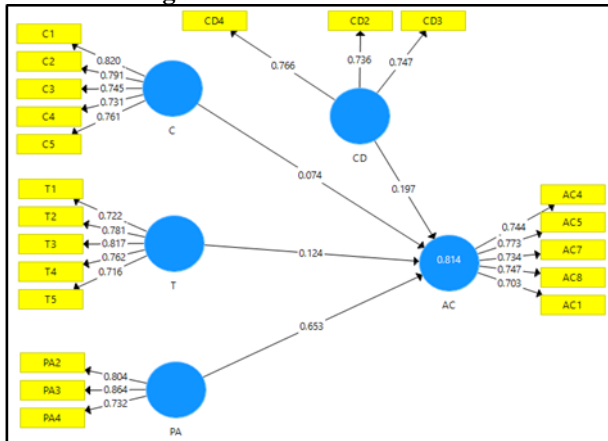 CD4
CD2
CD3
C1
C2
C3
C4
C5
0.820
0.791
0.745
0.731
0.761
C
0.766
0.736
0.747
CD
0.074
0.197
T1
T2
T3
T4
T5
0.722
0.781
0.817
0.762
0.716
T
0.124
0.814
AC
0.744
0.773
0.734
0.747
0.703
AC4
AC5
AC7
AC8
AC1
0.653
PA2
PA3
PA4
0.804
0.864
0.732
PA